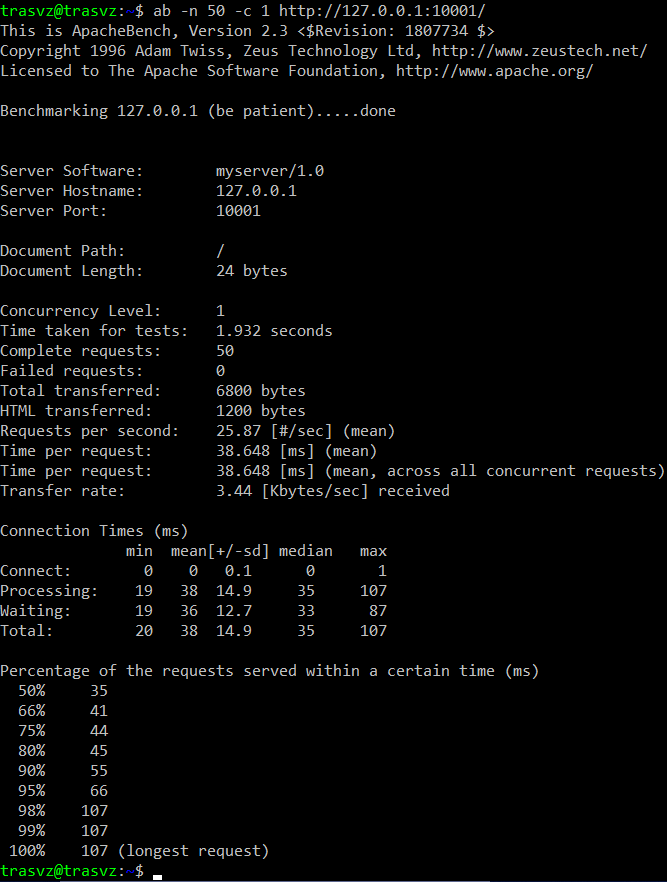 trasvz@trasvz:~$ ab -n 50 -c 1 http://127.0.0.1:10001/
This is ApacheBench, Version 2.3 <$Revision: 1807734 $>
Copyright 1996 Adam Twiss, Zeus Technology Ltd, http://www.zeustech.net/
Licensed to The Apache Software Foundation, http://www.apache.org/

Benchmarking 127.0.0.1 (be patient).....done


Server Software:        myserver/1.0
Server Hostname:        127.0.0.1
Server Port:            10001

Document Path:          /
Document Length:        24 bytes

Concurrency Level:      1
Time taken for tests:   1.932 seconds
Complete requests:      50
Failed requests:        0
Total transferred:      6800 bytes
HTML transferred:       1200 bytes
Requests per second:    25.87 [#/sec] (mean)
Time per request:       38.648 [ms] (mean)
Time per request:       38.648 [ms] (mean, across all concurrent requests)
Transfer rate:          3.44 [Kbytes/sec] received

Connection Times (ms)
              min  mean[+/-sd] median   max
Connect:        0    0   0.1      0       1
Processing:    19   38  14.9     35     107
Waiting:       19   36  12.7     33      87
Total:         20   38  14.9     35     107

Percentage of the requests served within a certain time (ms)
  50%     35
  66%     41
  75%     44
  80%     45
  90%     55
  95%     66
  98%    107
  99%    107
 100%    107 (longest request)
trasvz@trasvz:~$